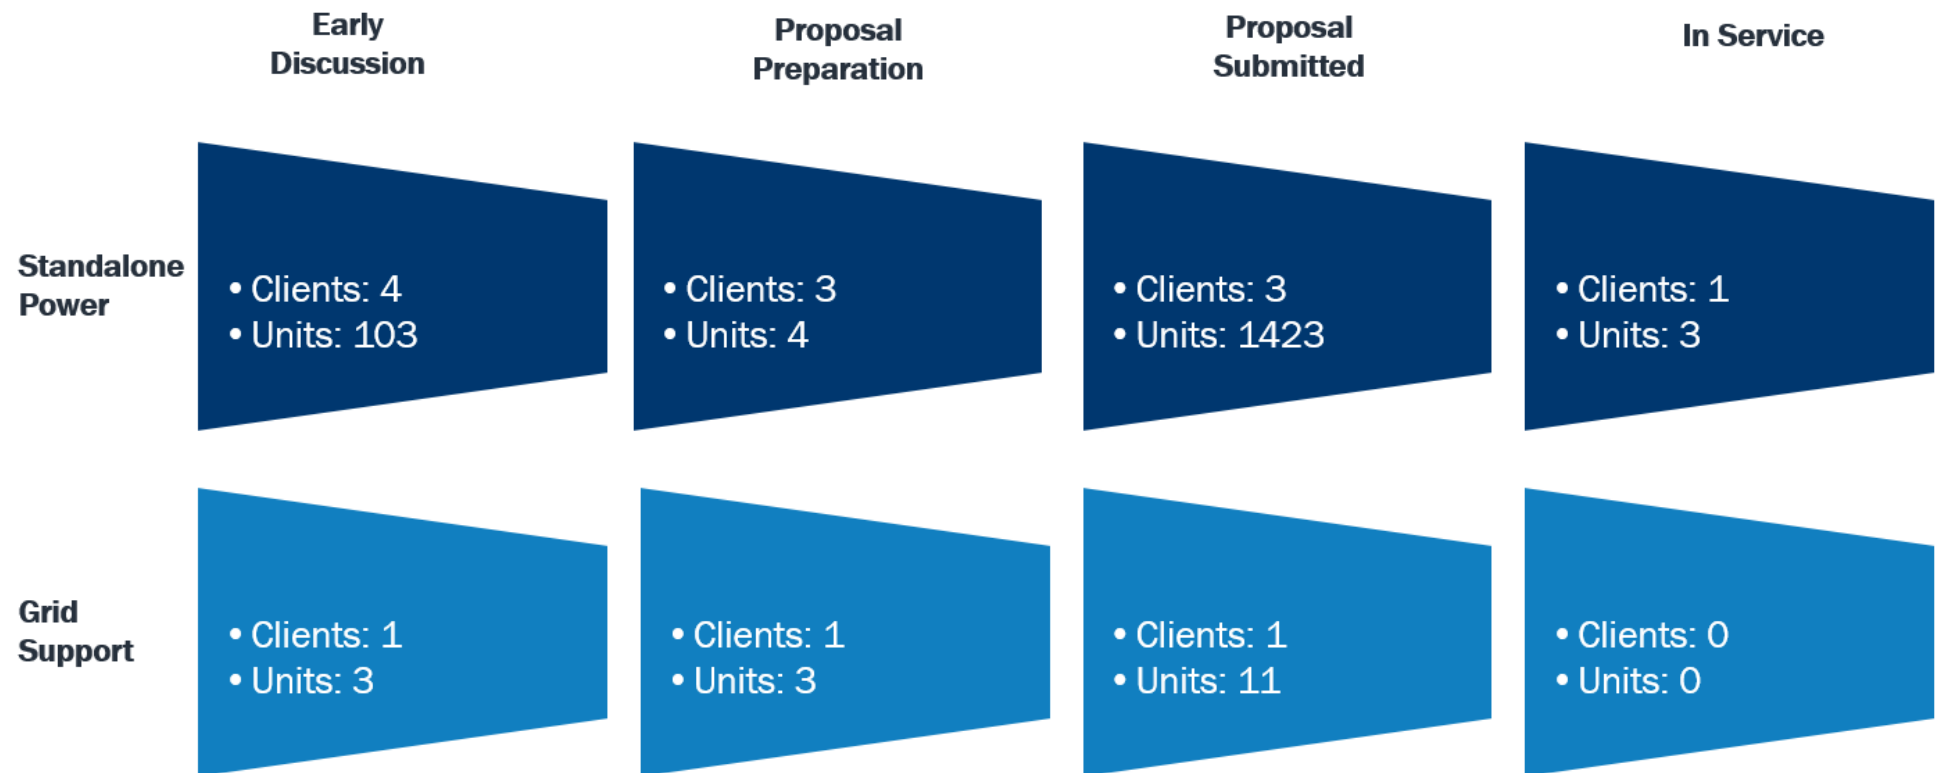 Early
Discussion
Proposal
Preparation
Proposal
Submitted
In Service
Standalone
Power
• Clients: 4
• Units: 103
• Clients: 3
• Units: 4
• Clients: 3
• Units: 1423
• Clients: 1
• Units: 3
Grid
Support
• Clients: 1
• Units: 3
• Clients: 1
• Units: 3
• Clients: 1
• Units: 11
• Clients: 0
• Units: 0